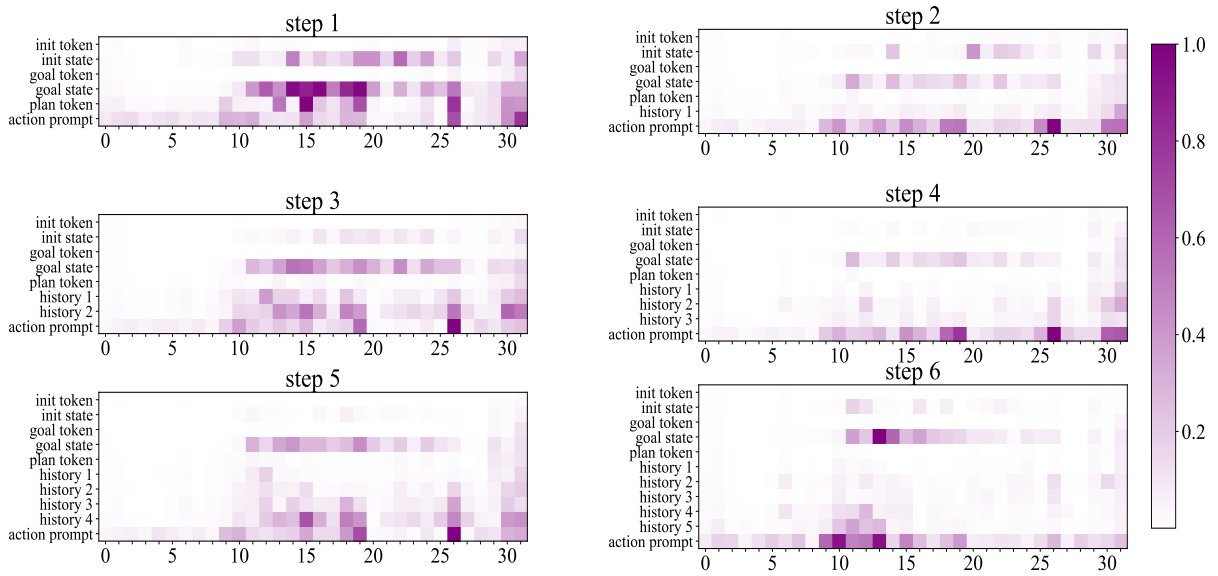 step 1
init token
init state
goal token
goal state
plan token
action prompt
0 5 10 15 20 25 30
step 2
init token
init state
goal token
goal state
plan token
history 1
action prompt
0 5 10 15 20 25 30
step 3
init token
init state
goal token
goal state
plan token
history 1
history 2
action prompt
0 5 10 15 20 25 30
step 4
init token
init state
goal token
goal state
plan token
history 1
history 2
history 3
action prompt
0 5 10 15 20 25 30
step 5
init token
init state
goal token
goal state
plan token
history 1
history 2
history 3
history 4
action prompt
0 5 10 15 20 25 30
step 6
init token
init state
goal token
goal state
plan token
history 1
history 2
history 3
history 4
history 5
action prompt
0 5 10 15 20 25 30
1.0
0.8
0.6
0.4
0.2